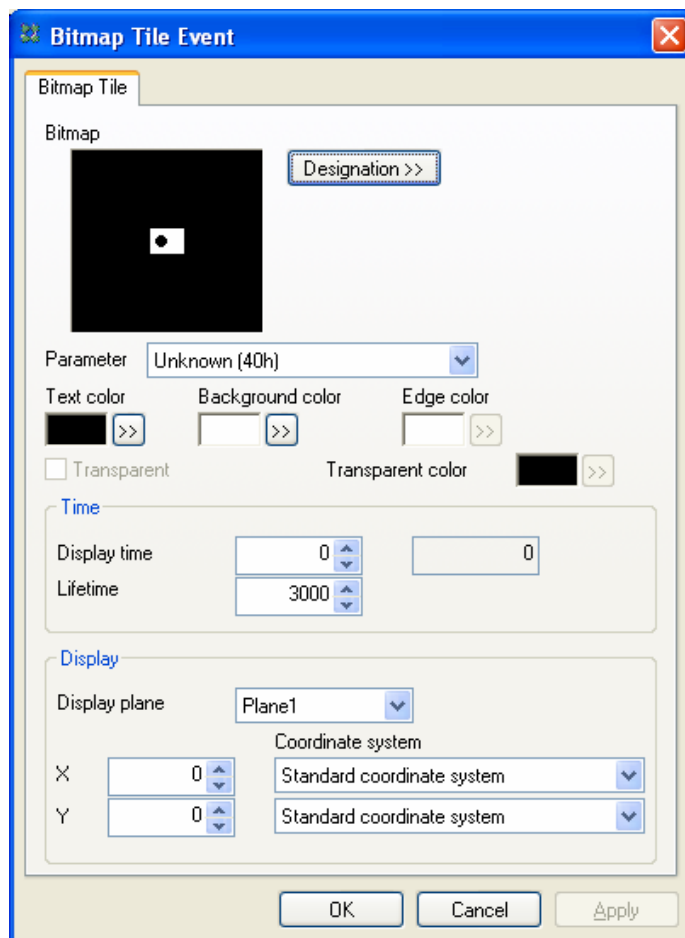 Bitmap Tile Event
Bitmap Tile
Bitmap
Designation >>
Parameter Unknown (40h)
Text color Background color Edge color
>> >> >>
Transparent Transparent color >>
Time
Display time 0 0
Lifetime 3000
Display
Display plane Plane1
Coordinate system
X 0 Standard coordinate system
Y 0 Standard coordinate system
OK Cancel Apply